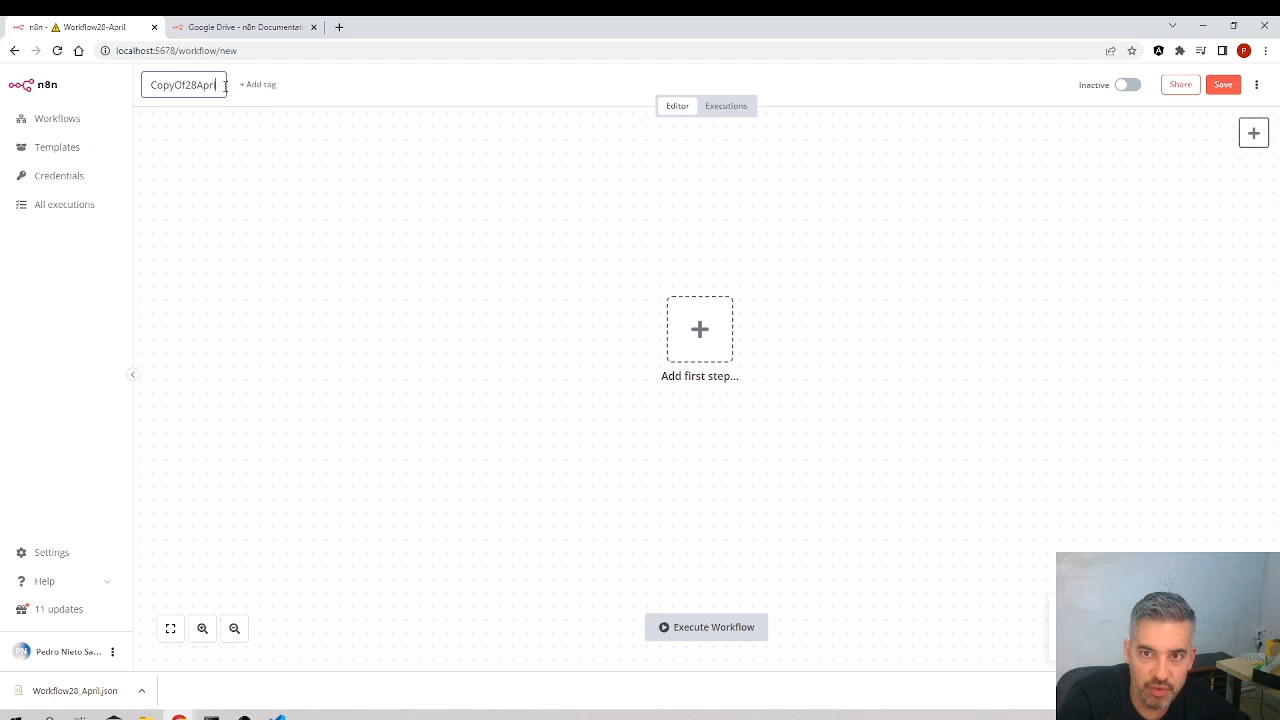 n8n - Workflow28-April
Google Drive - n8n Documentati
localhost:5678/workflow/new
P
n8n
CopyOf28Apri
+ Add tag
Inactive
Share
Save
Editor
Executions
Workflows
Templates
Credentials
All executions
Add first step...
Settings
Help
11 updates
Execute Workflow
PN
Pedro Nieto Sa...
Workflow28_April.json